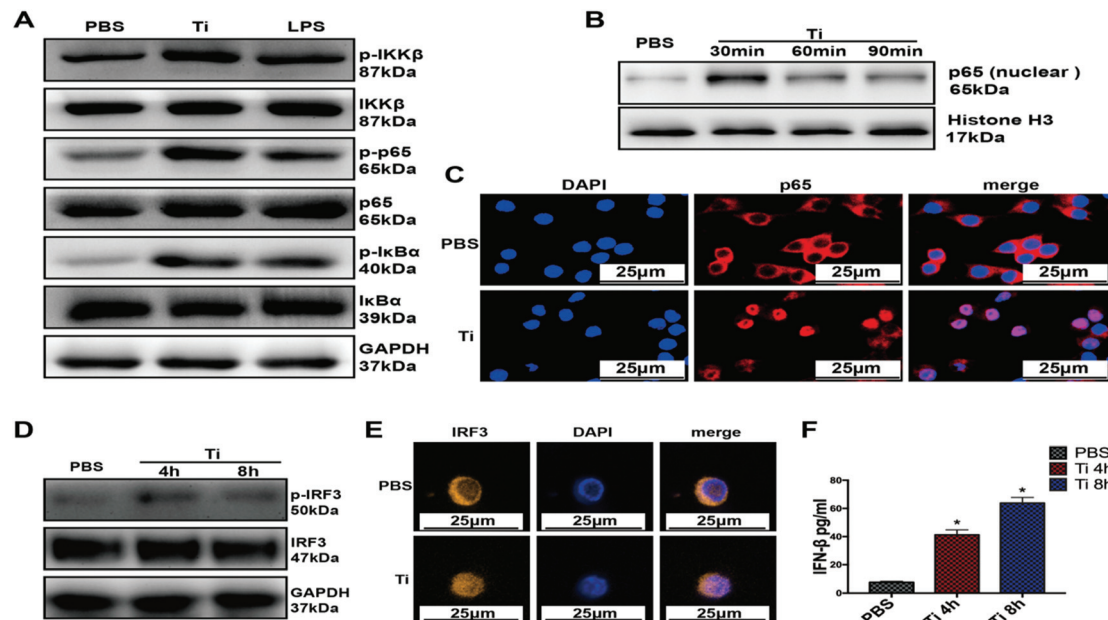 A
PBS Ti LPS
p-IKKβ
87kDa
IKKβ
87kDa
p-p65
65kDa
p65
65kDa
p-IκBα
40kDa
IκBα
39kDa
GAPDH
37kDa
B
Ti
PBS 30min 60min 90min
p65 (nuclear )
65kDa
Histone H3
17kDa
C
DAPI p65 merge
PBS
25μm 25μm 25μm
Ti
25μm 25μm 25μm
D
Ti
PBS 4h 8h
p-IRF3
50kDa
IRF3
47kDa
GAPDH
37kDa
E
IRF3 DAPI merge
PBS
25μm 25μm 25μm
Ti
25μm 25μm 25μm
F
PBS
Ti 4h
Ti 8h
IFN-β pg/ml
80
60
40
20
0
* *
PBS Ti 4h Ti 8h